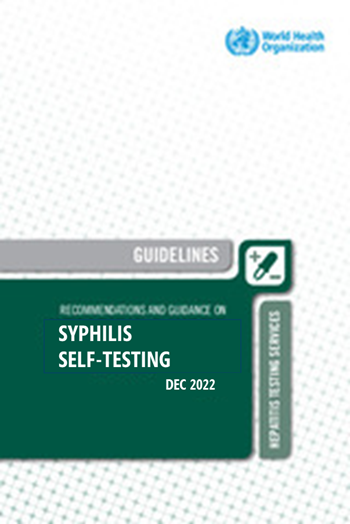 World Health
Organization
GUIDELINES
RECOMMENDATIONS AND GUIDANCE ON
SYPHILIS
SELF-TESTING
DEC 2022
HEPATITIS TESTING SERVICES